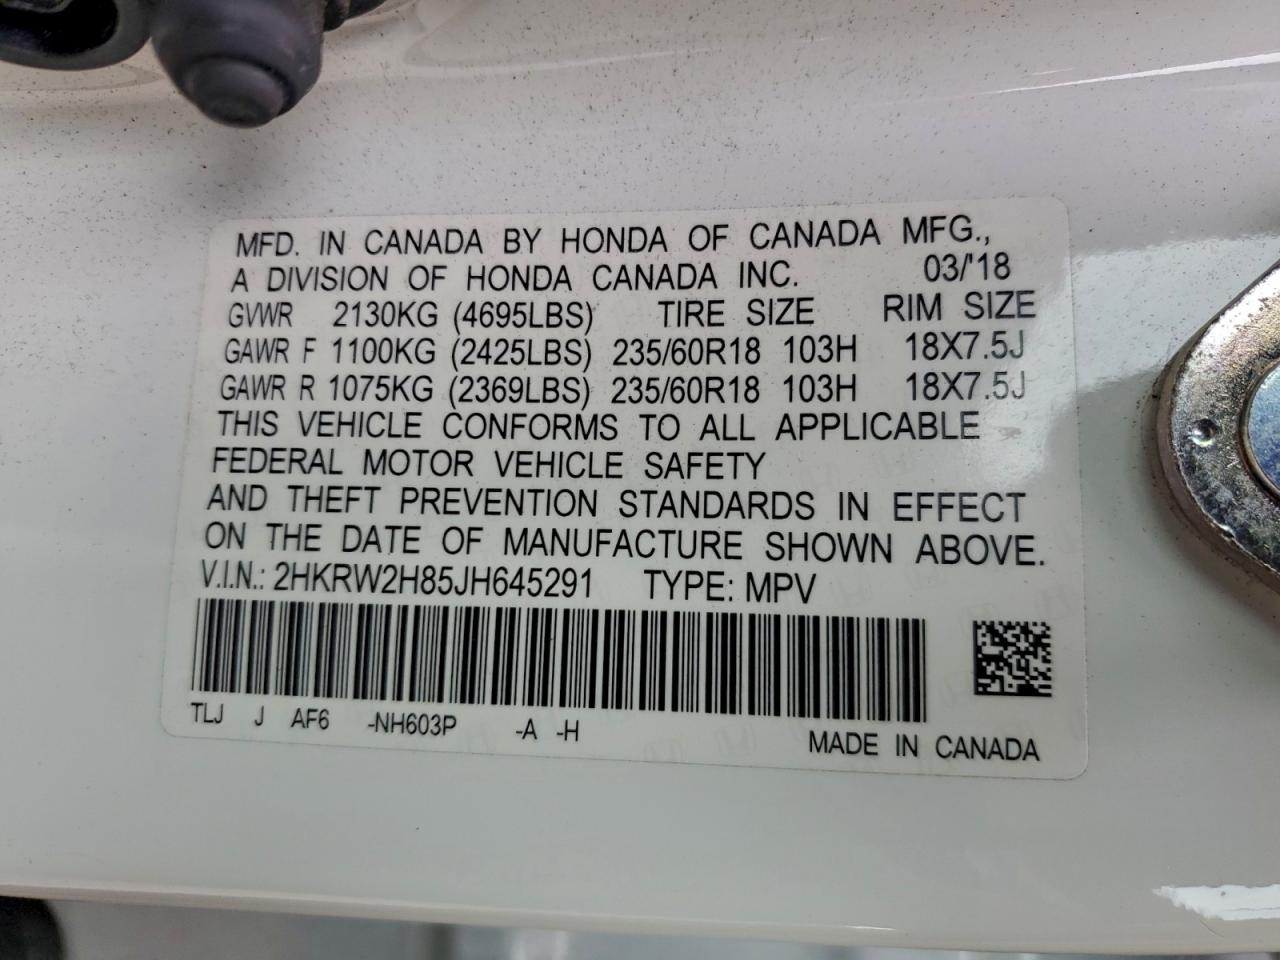 MFD. IN CANADA BY HONDA OF CANADA MFG.,
A DIVISION OF HONDA CANADA INC. 03/'18
GVWR 2130KG (4695LBS) TIRE SIZE RIM SIZE
GAWR F 1100KG (2425LBS) 235/60R18 103H 18X7.5J
GAWR R 1075KG (2369LBS) 235/60R18 103H 18X7.5J
THIS VEHICLE CONFORMS TO ALL APPLICABLE
FEDERAL MOTOR VEHICLE SAFETY
AND THEFT PREVENTION STANDARDS IN EFFECT
ON THE DATE OF MANUFACTURE SHOWN ABOVE.
V.I.N.: 2HKRW2H85JH645291 TYPE: MPV
TLJ J AF6 -NH603P -A -H
MADE IN CANADA